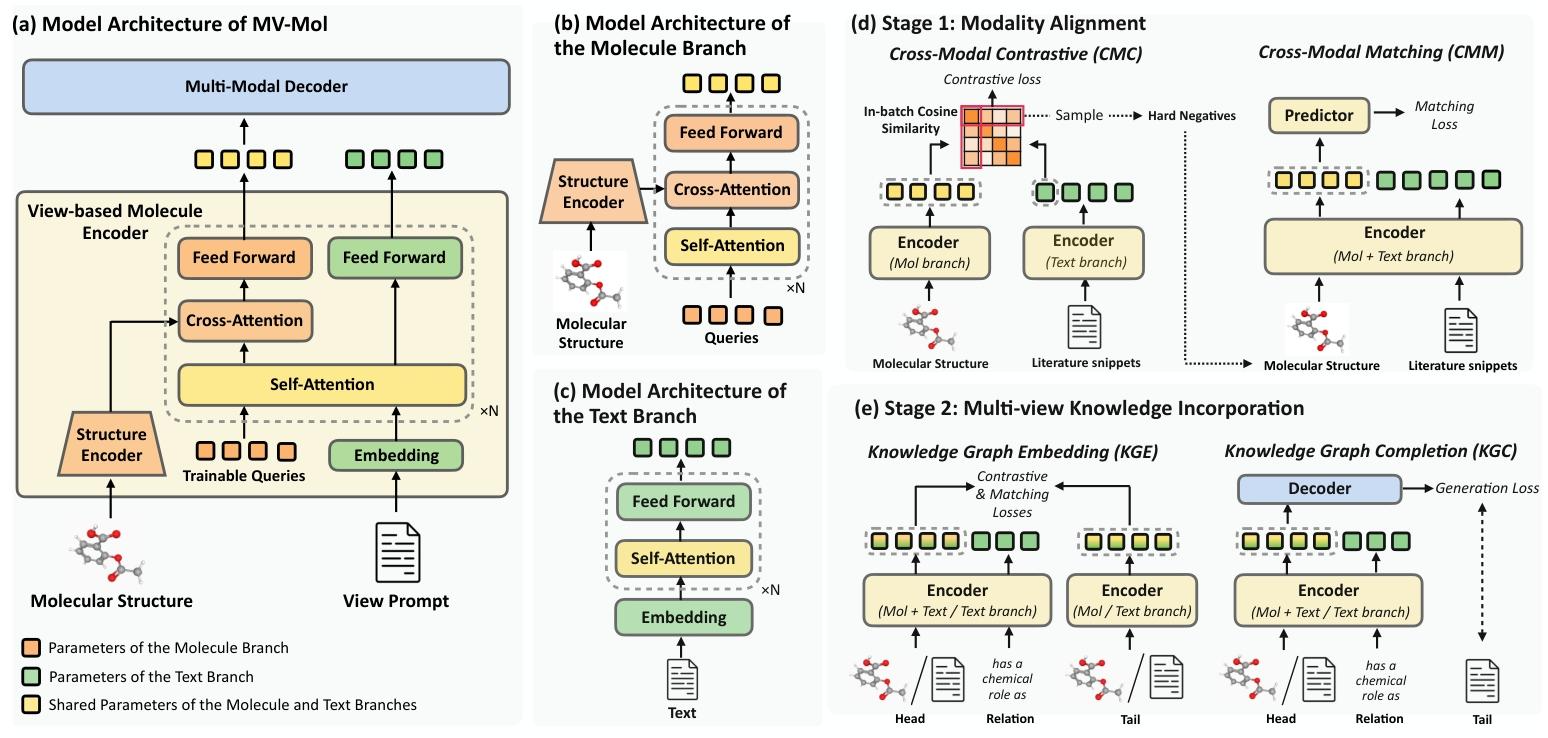 (a) Model Architecture of MV-Mol
Multi-Modal Decoder
View-based Molecule
Encoder
Feed Forward
Feed Forward
Cross-Attention
Self-Attention
×N
Structure
Encoder
Trainable Queries
Embedding
Molecular Structure
View Prompt
Parameters of the Molecule Branch
Parameters of the Text Branch
Shared Parameters of the Molecule and Text Branches
(b) Model Architecture of
the Molecule Branch
Feed Forward
Structure
Encoder
Cross-Attention
Self-Attention
×N
Molecular
Structure
Queries
(c) Model Architecture of
the Text Branch
Feed Forward
Self-Attention
×N
Embedding
Text
(d) Stage 1: Modality Alignment
Cross-Modal Contrastive (CMC)
Contrastive loss
In-batch Cosine
Similarity
Sample
Hard Negatives
Encoder
(Mol branch)
Encoder
(Text branch)
Molecular Structure
Literature snippets
Cross-Modal Matching (CMM)
Predictor
Matching
Loss
Encoder
(Mol + Text branch)
Molecular Structure
Literature snippets
(e) Stage 2: Multi-view Knowledge Incorporation
Knowledge Graph Embedding (KGE)
Contrastive
& Matching
Losses
Encoder
(Mol + Text / Text branch)
Encoder
(Mol / Text branch)
has a
chemical
role as
Head
Relation
Tail
Knowledge Graph Completion (KGC)
Decoder
Generation Loss
Encoder
(Mol + Text / Text branch)
has a
chemical
role as
Head
Relation
Tail